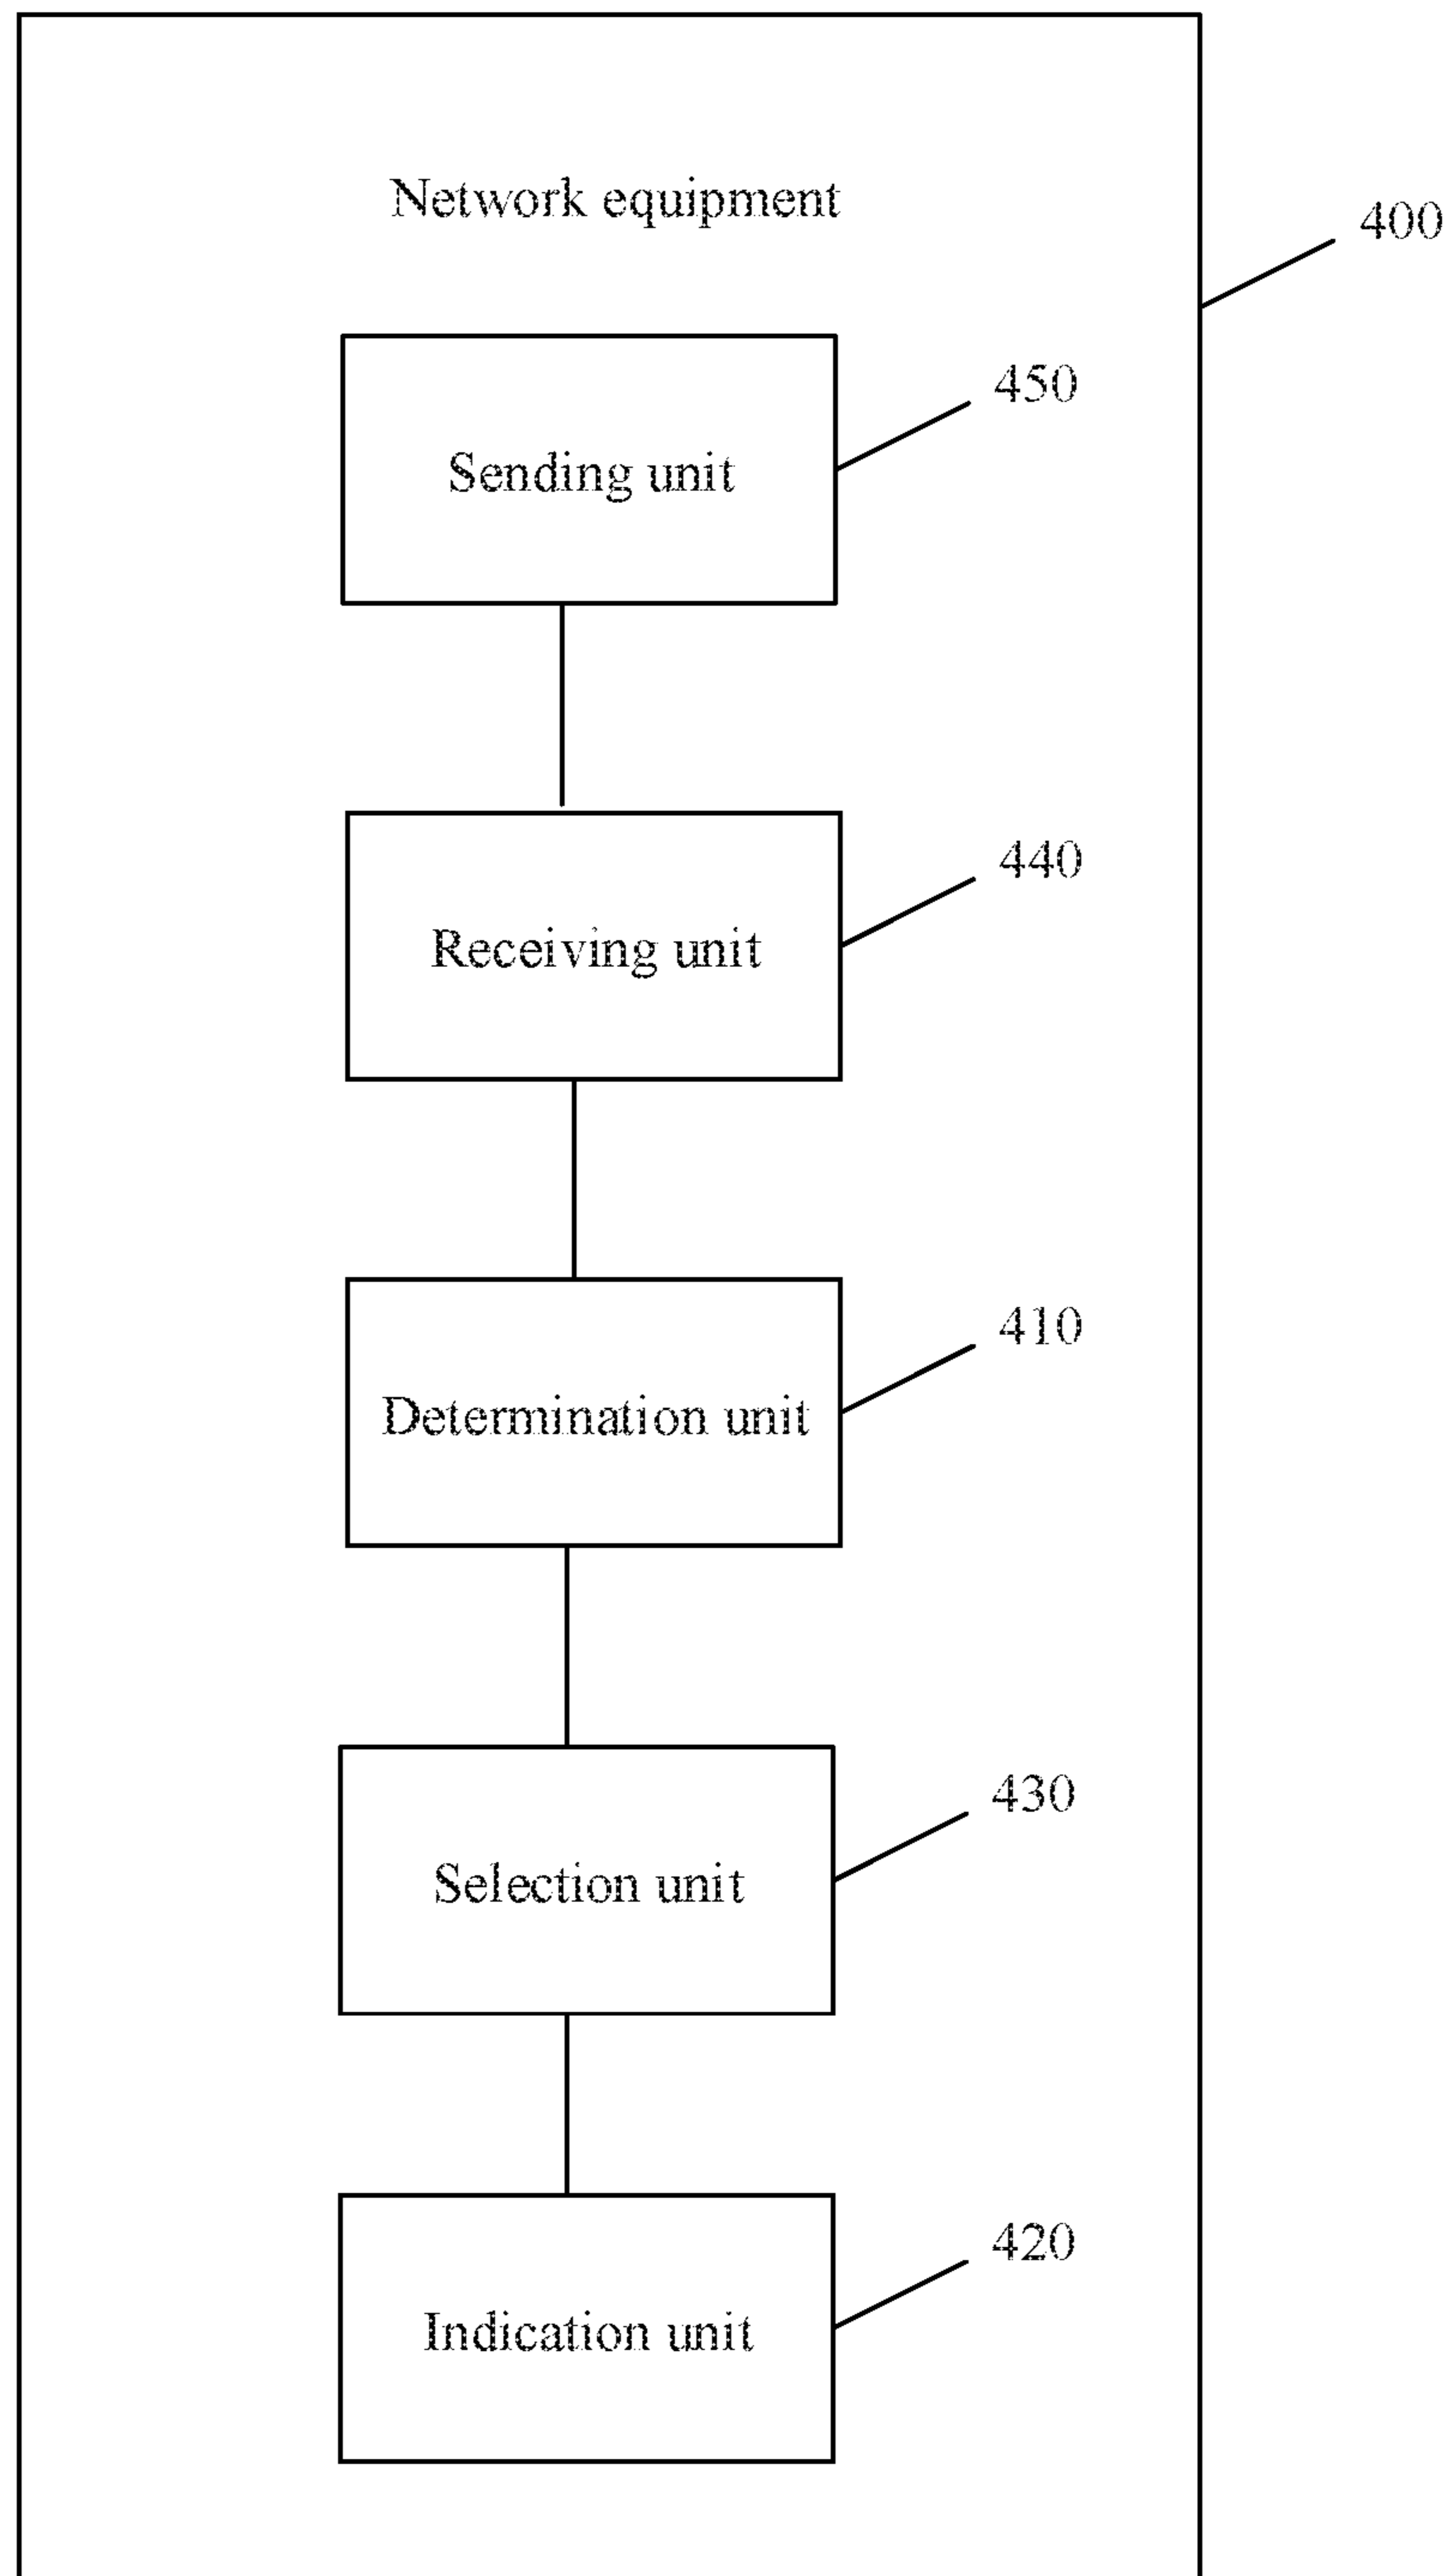 Network equipment
400
450
Sending unit
440
Receiving unit
410
Determination unit
430
Selection unit
420
Indication unit